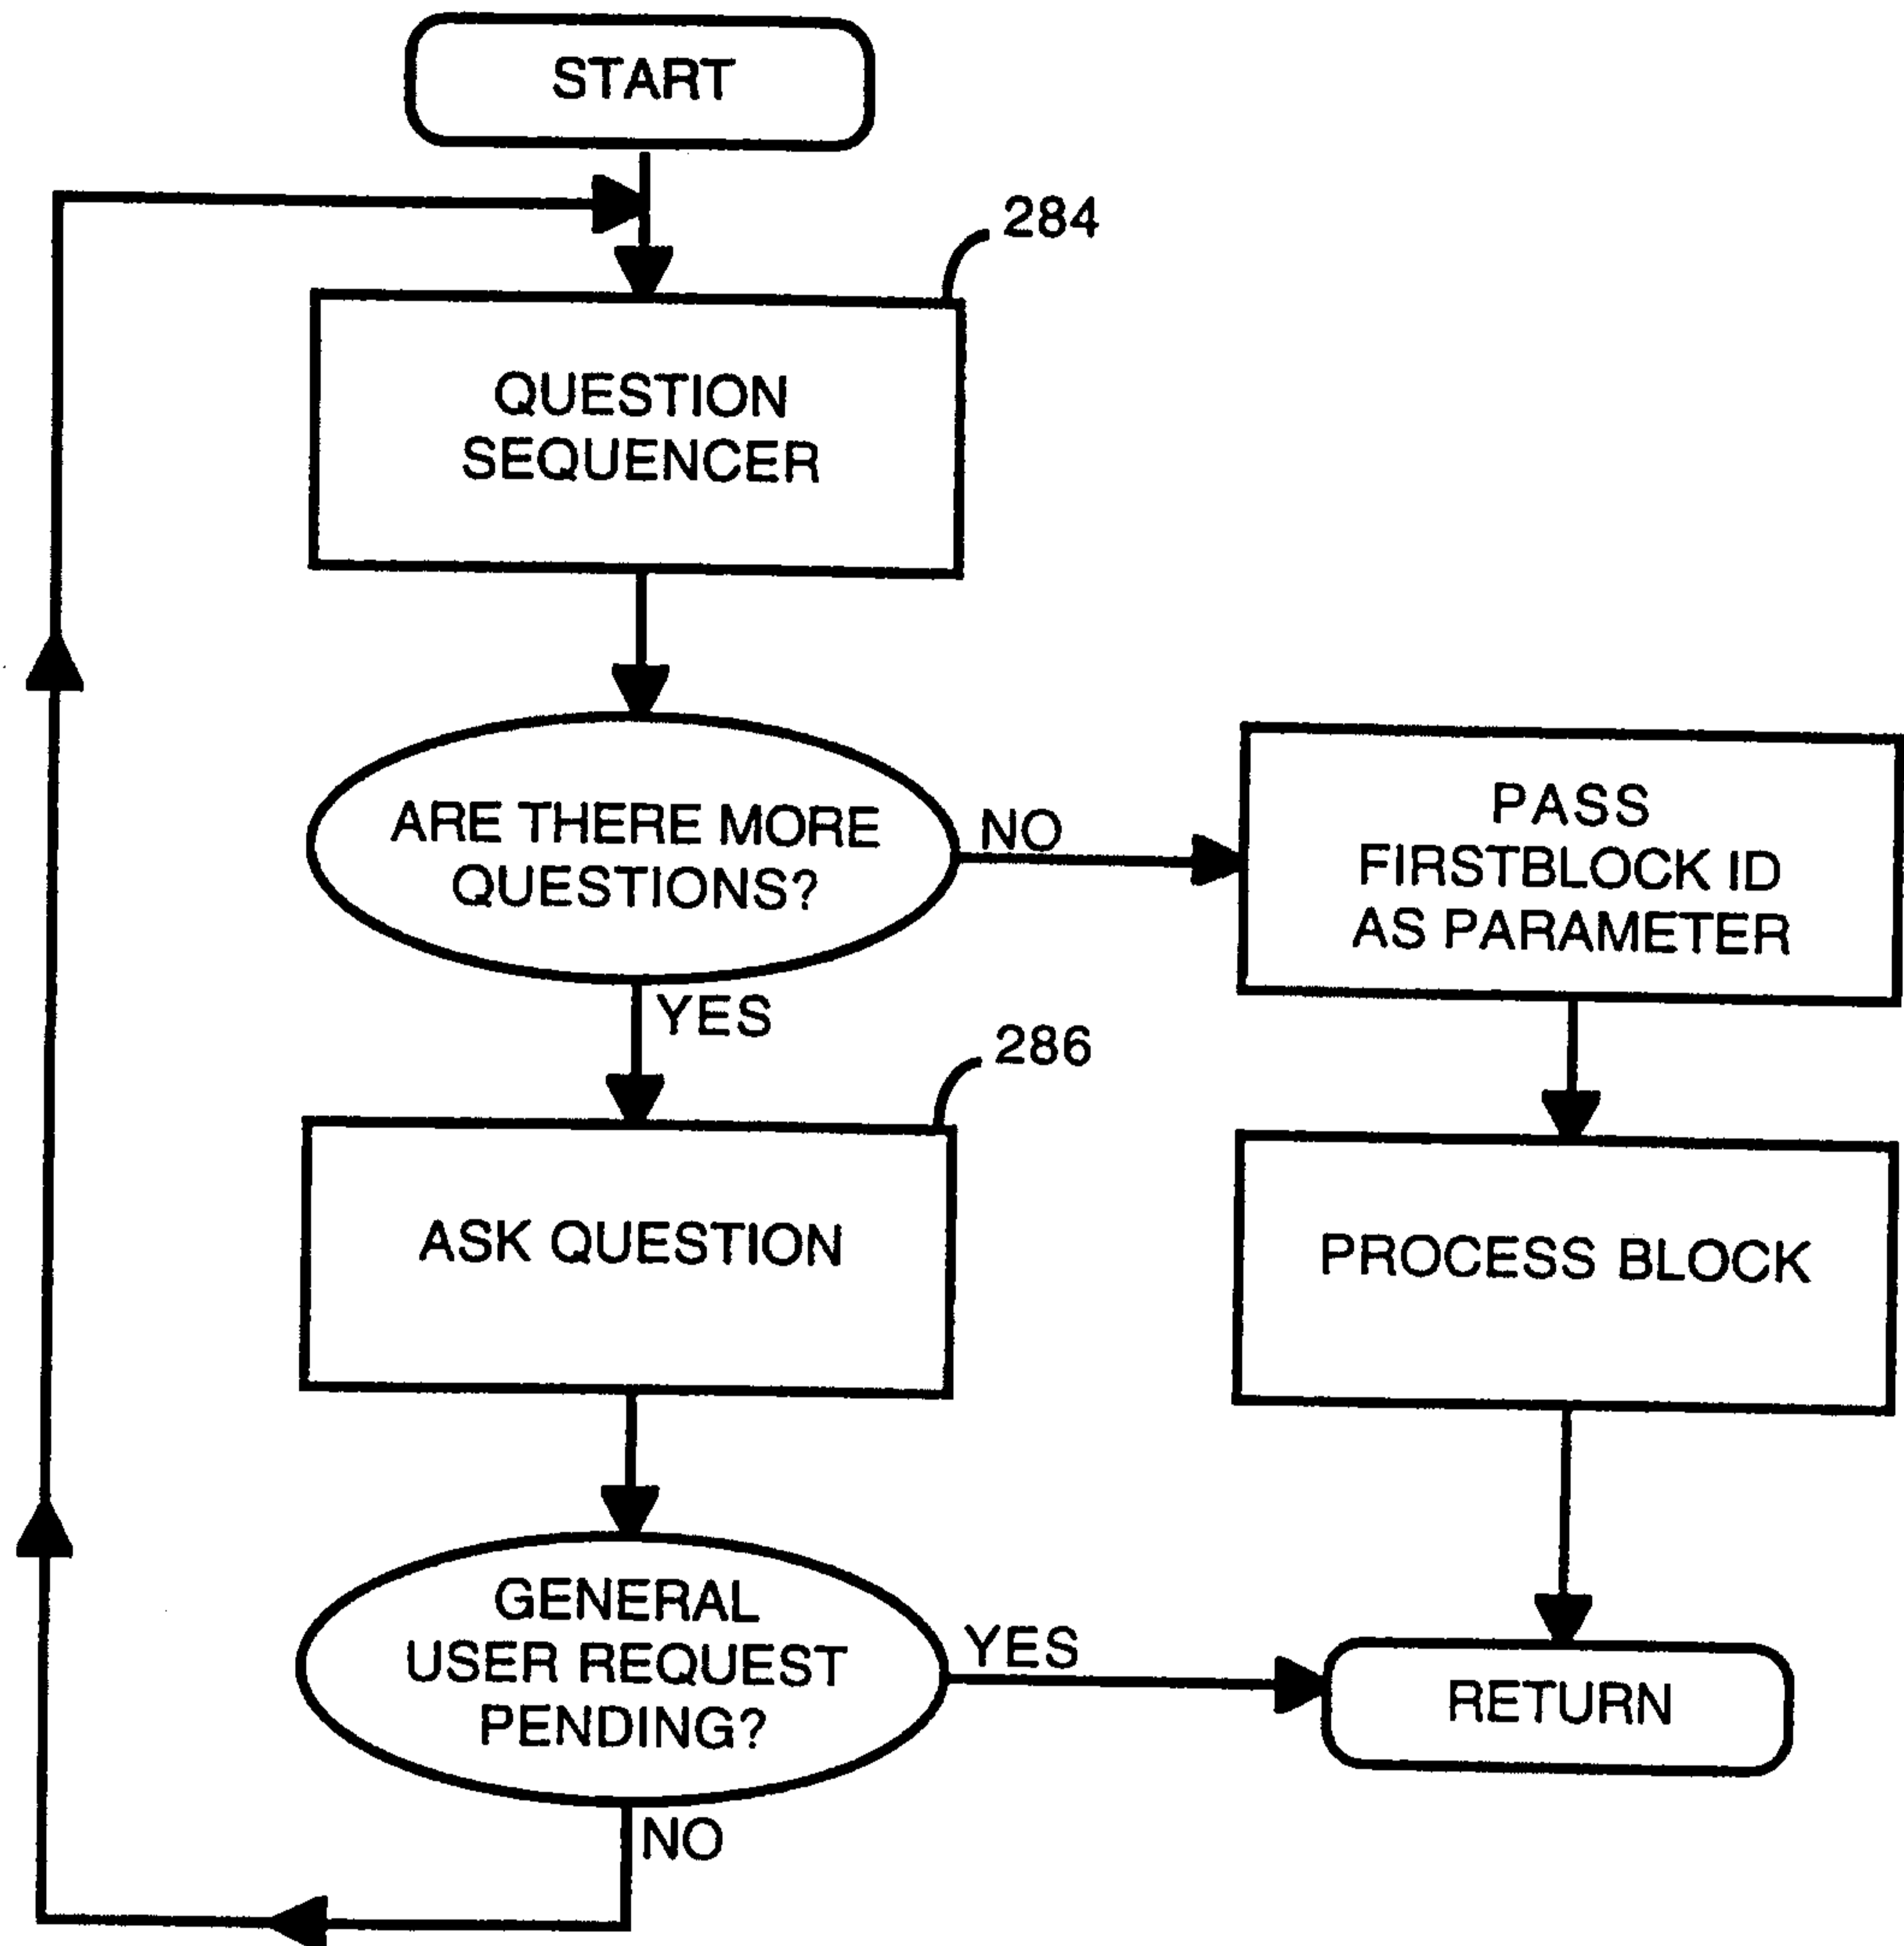 START
284
QUESTION
SEQUENCER
ARE THERE MORE
QUESTIONS?
NO
PASS
FIRSTBLOCK ID
AS PARAMETER
YES
286
ASK QUESTION
PROCESS BLOCK
GENERAL
USER REQUEST
PENDING?
YES
RETURN
NO